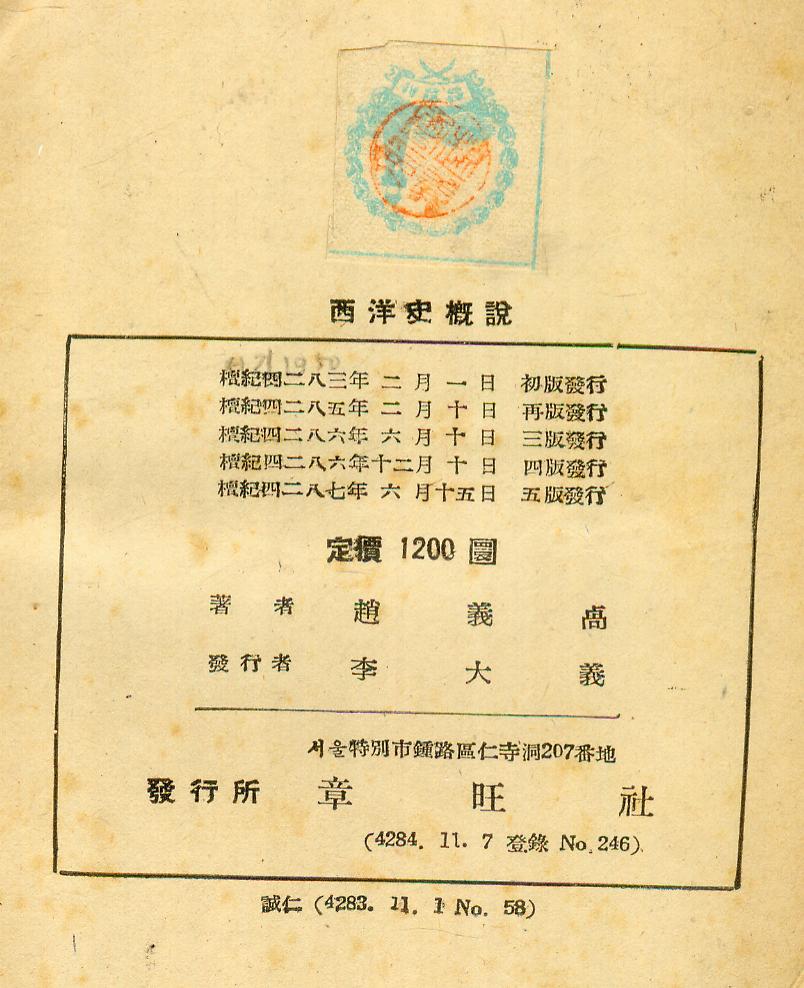 西洋史槪說
1950
檀紀四二八三年 二月 一日 初版發行
檀紀四二八五年 二月 十日 再版發行
檀紀四二八六年 六月 十日 三版發行
檀紀四二八六年十二月 十日 四版發行
檀紀四二八七年 六月十五日 五版發行
定價 1200 圜
著者 趙義卨
發行者 李大義
서울特別市鍾路區仁寺洞207番地
發行所 章旺社
(4284. 11. 7 登錄 No. 246)
誠仁 (4283. 11. 1 No. 58)